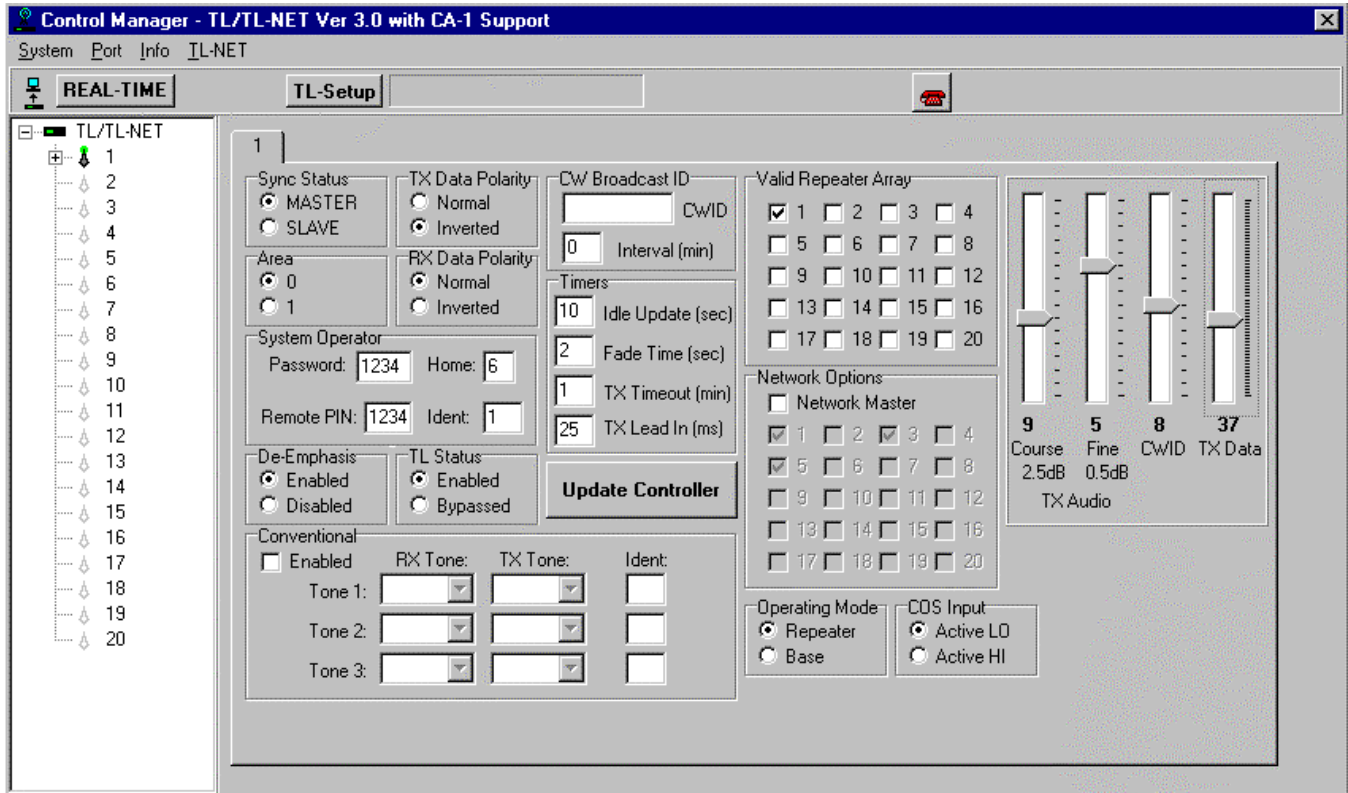 Control Manager - TL/TL-NET Ver 3.0 with CA-1 Support
System Port Info TL-NET
REAL-TIME
TL-Setup
TL/TL-NET
1
2
3
4
5
6
7
8
9
10
11
12
13
14
15
16
17
18
19
20
1
Sync Status
MASTER
SLAVE
TX Data Polarity
Normal
Inverted
Area
0
1
RX Data Polarity
Normal
Inverted
System Operator
Password: 1234 Home: 6
Remote PIN: 1234 Ident: 1
De-Emphasis
Enabled
Disabled
TL Status
Enabled
Bypassed
CW Broadcast ID
CWID
0 Interval (min)
Timers
10 Idle Update (sec)
2 Fade Time (sec)
1 TX Timeout (min)
25 TX Lead In (ms)
Update Controller
Conventional
Enabled RX Tone: TX Tone: Ident:
Tone 1:
Tone 2:
Tone 3:
Valid Repeater Array
1 2 3 4
5 6 7 8
9 10 11 12
13 14 15 16
17 18 19 20
Network Options
Network Master
1 2 3 4
5 6 7 8
9 10 11 12
13 14 15 16
17 18 19 20
Operating Mode
Repeater
Base
COS Input
Active LO
Active HI
9 5 8 37
Course Fine CWID TX Data
2.5dB 0.5dB
TX Audio